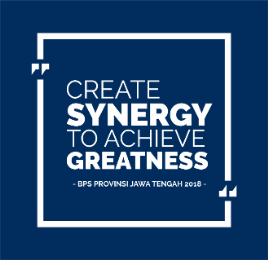 CREATE
SYNERGY
TO ACHIEVE
GREATNESS
- BPS PROVINSI JAWA TENGAH 2018 -